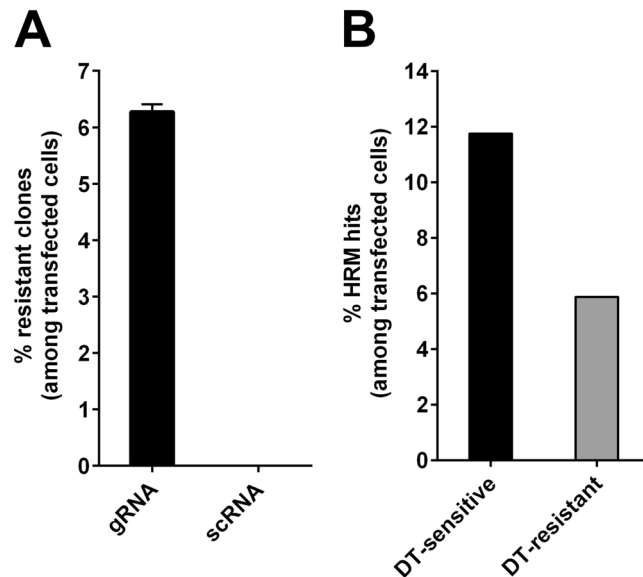 A
% resistant clones
(among transfected cells)
7
6
5
4
3
2
1
0
gRNA
scRNA
B
% HRM hits
(among transfected cells)
14
12
10
8
6
4
2
0
DT-sensitive
DT-resistant